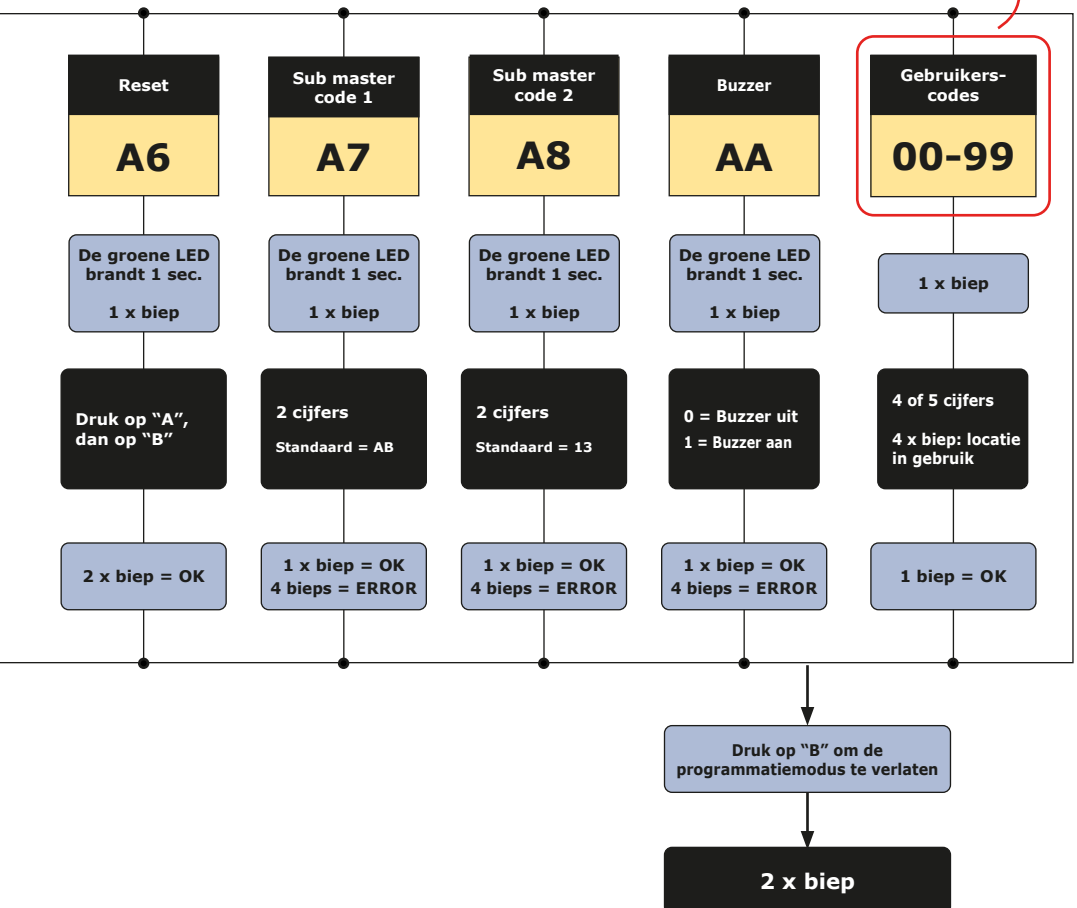 Reset
A6
De groene LED
brandt 1 sec.
1 x biep
Druk op “A”,
dan op “B”
2 x biep = OK
Sub master
code 1
A7
De groene LED
brandt 1 sec.
1 x biep
2 cijfers
Standaard = AB
1 x biep = OK
4 bieps = ERROR
Sub master
code 2
A8
De groene LED
brandt 1 sec.
1 x biep
2 cijfers
Standaard = 13
1 x biep = OK
4 bieps = ERROR
Buzzer
AA
De groene LED
brandt 1 sec.
1 x biep
0 = Buzzer uit
1 = Buzzer aan
1 x biep = OK
4 bieps = ERROR
Gebruikers-
codes
00-99
1 x biep
4 of 5 cijfers
4 x biep: locatie
in gebruik
1 biep = OK
Druk op “B” om de
programmatiemodus te verlaten
2 x biep